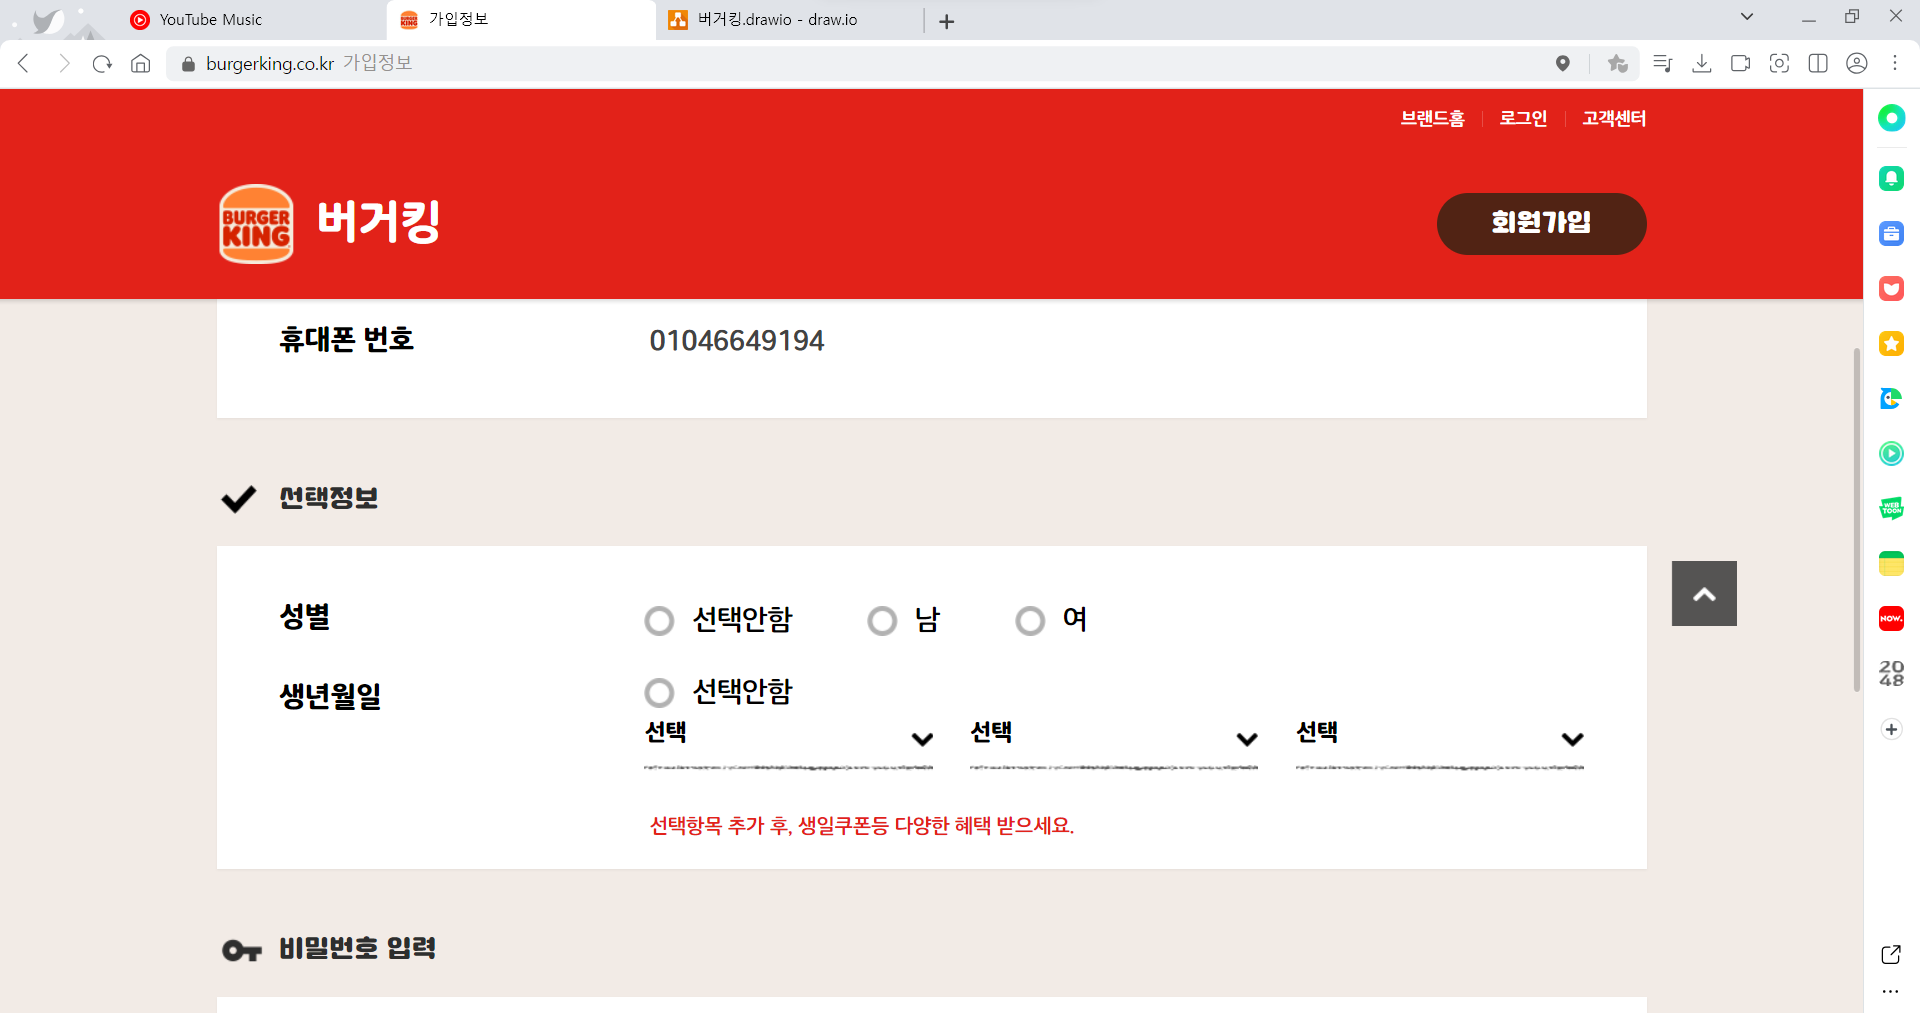 YouTube Music
가입정보
버거킹.drawio - draw.io
burgerking.co.kr 가입정보
브랜드홈
로그인
고객센터
BURGER KING
버거킹
회원가입
휴대폰 번호
01046649194
선택정보
성별
선택안함
남
여
생년월일
선택안함
선택
선택
선택
선택항목 추가 후, 생일쿠폰등 다양한 혜택 받으세요.
비밀번호 입력
WEB TOON
NOW.
2048